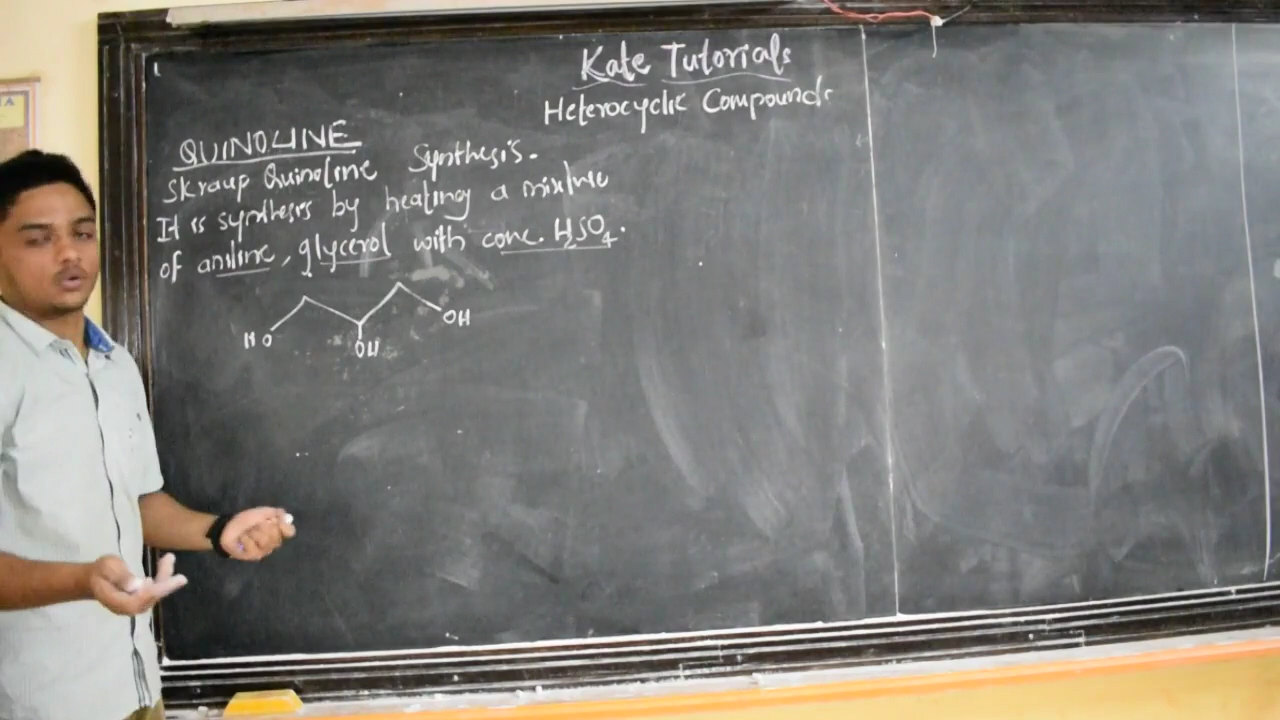 Kate Tutorials
Heterocyclic Compounds
QUINOLINE
Skraup Quinoline Synthesis.
It is syntheses by heating a mixture
of aniline, glycerol with conc. H₂SO₄.
HO
OH
OH
A